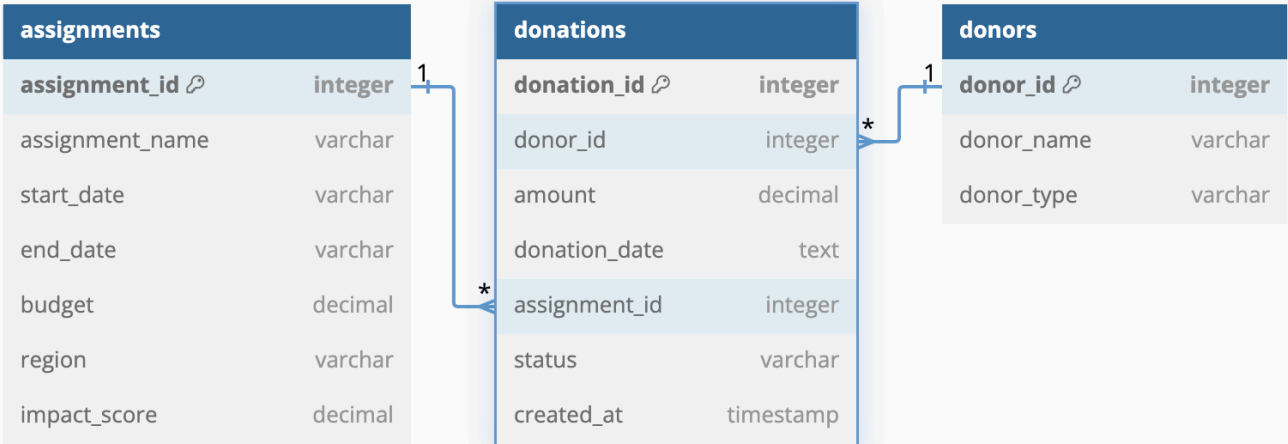 assignments
assignment_id integer
assignment_name varchar
start_date varchar
end_date varchar
budget decimal
region varchar
impact_score decimal
1
*
donations
donation_id integer
donor_id integer
amount decimal
donation_date text
assignment_id integer
status varchar
created_at timestamp
*
1
donors
donor_id integer
donor_name varchar
donor_type varchar